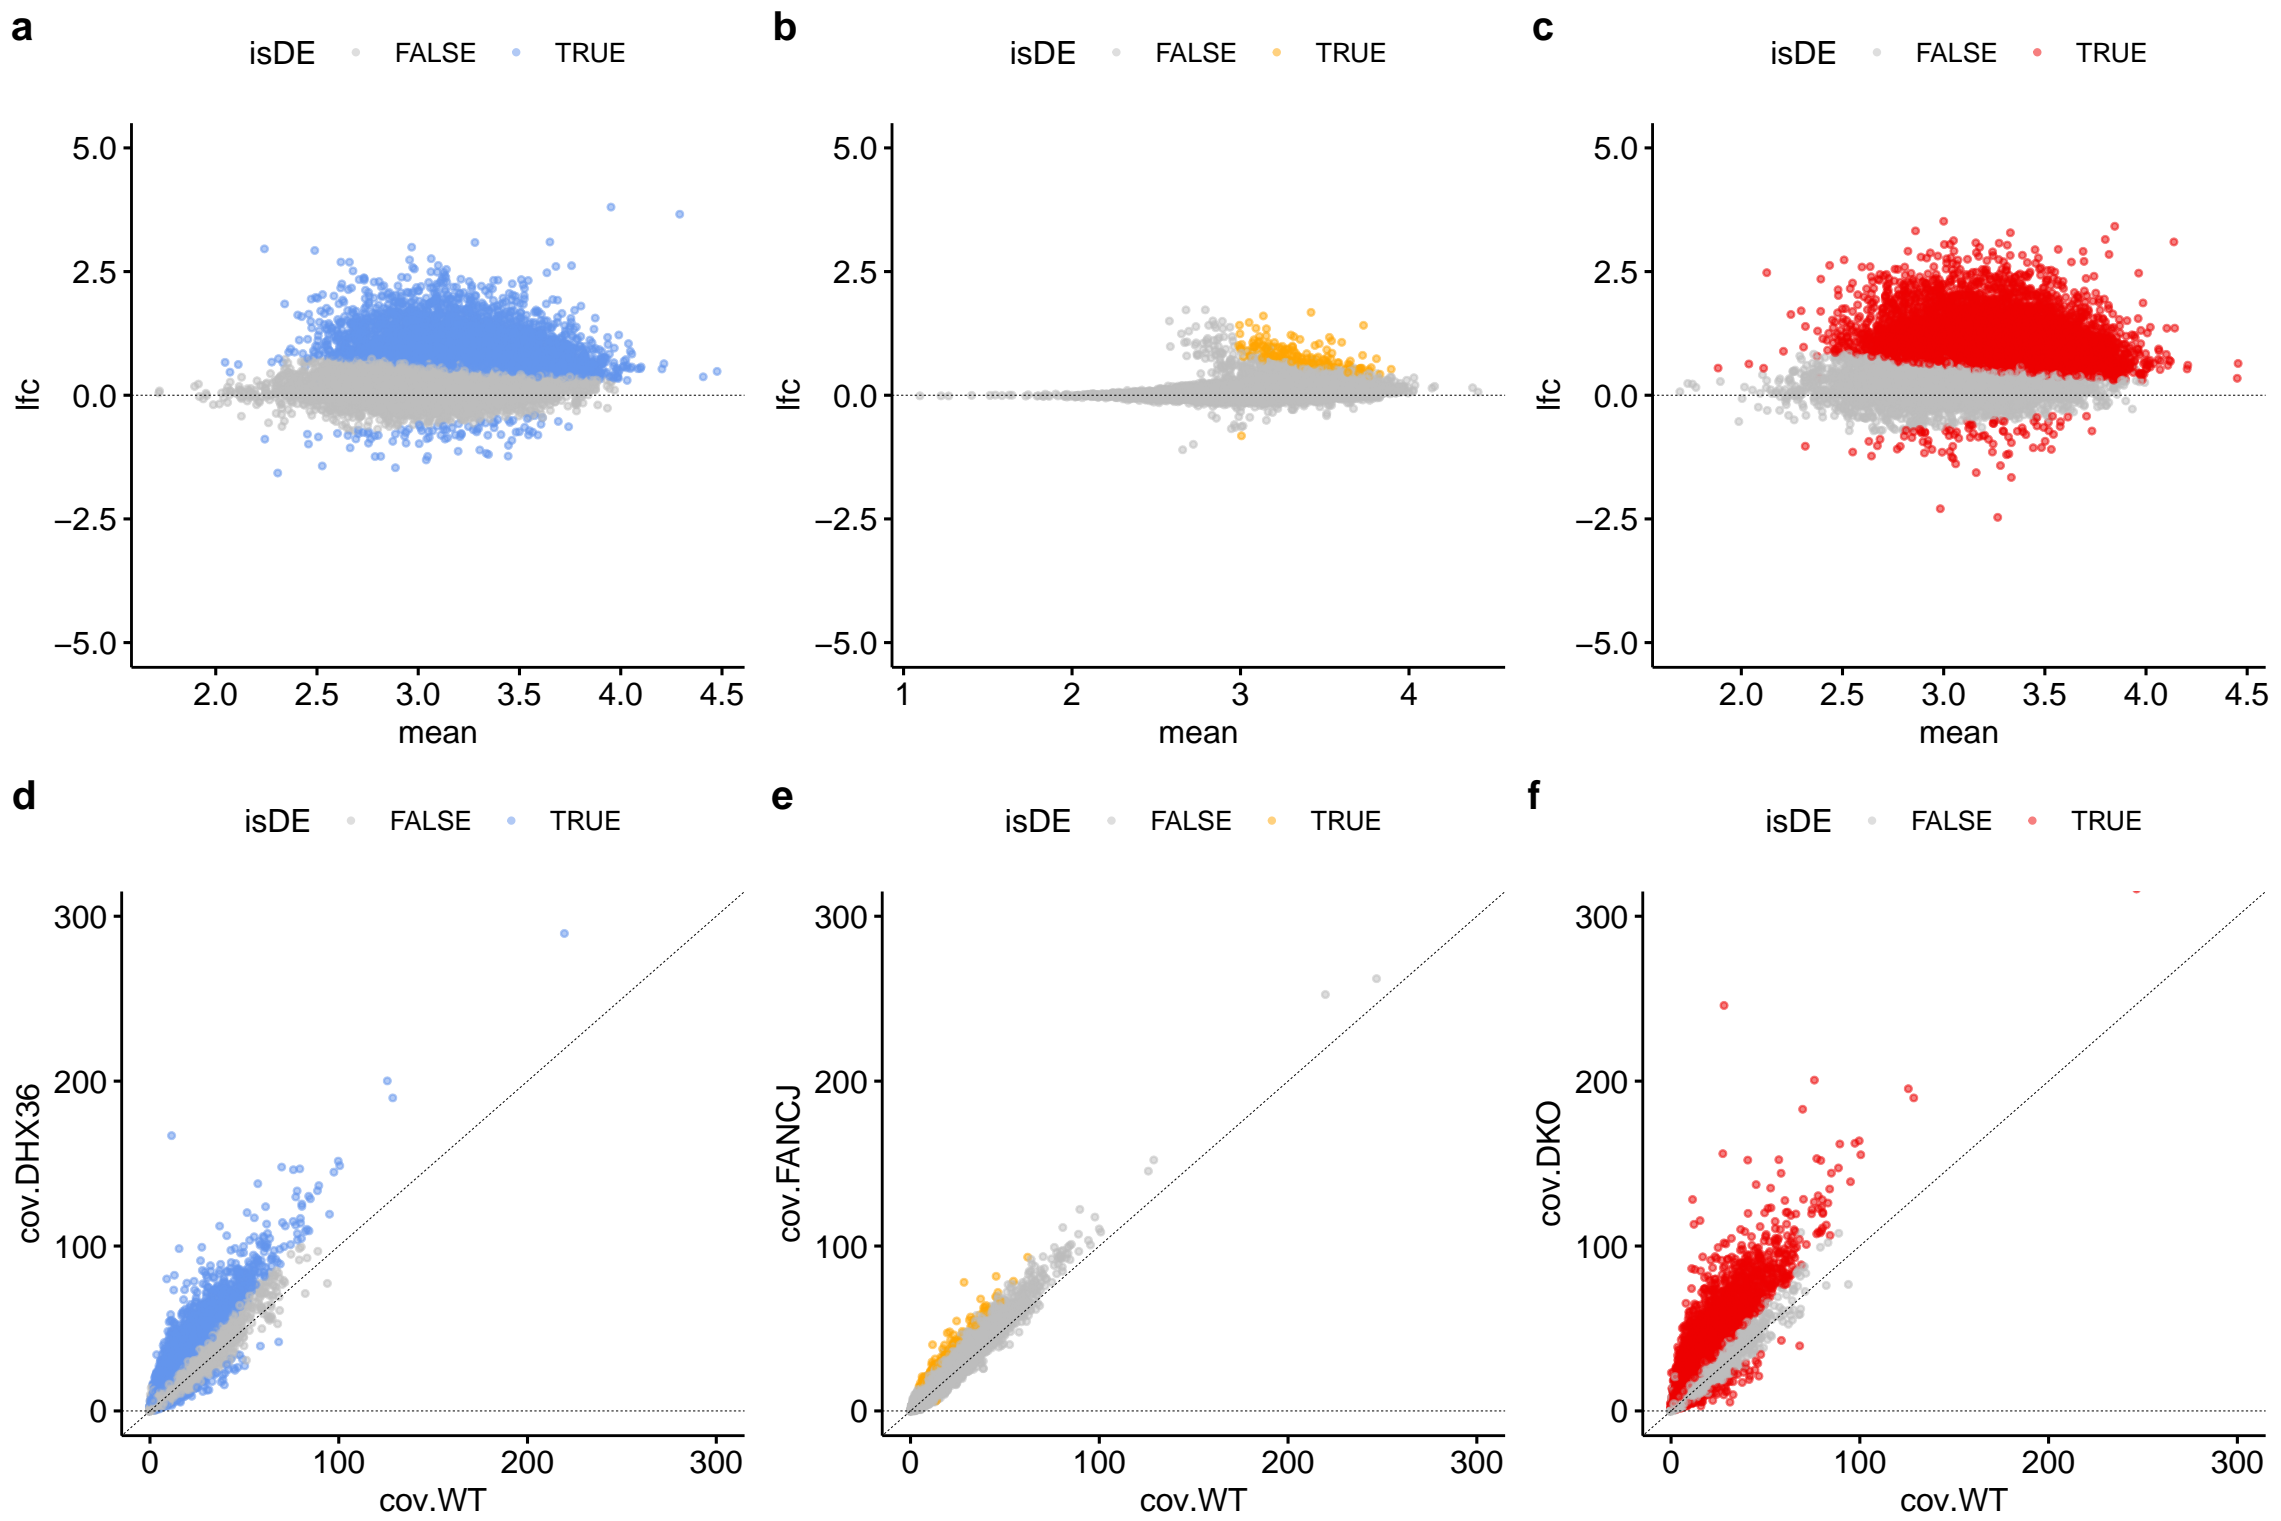 a
isDE FALSE TRUE
5.0
2.5
0.0
−2.5
−5.0
lfc
2.0 2.5 3.0 3.5 4.0 4.5
mean
b
isDE FALSE TRUE
5.0
2.5
0.0
−2.5
−5.0
lfc
1 2 3 4
mean
c
isDE FALSE TRUE
5.0
2.5
0.0
−2.5
−5.0
lfc
2.0 2.5 3.0 3.5 4.0 4.5
mean
d
isDE FALSE TRUE
300
200
100
0
cov.DHX36
0 100 200 300
cov.WT
e
isDE FALSE TRUE
300
200
100
0
cov.FANCJ
0 100 200 300
cov.WT
f
isDE FALSE TRUE
300
200
100
0
cov.DKO
0 100 200 300
cov.WT